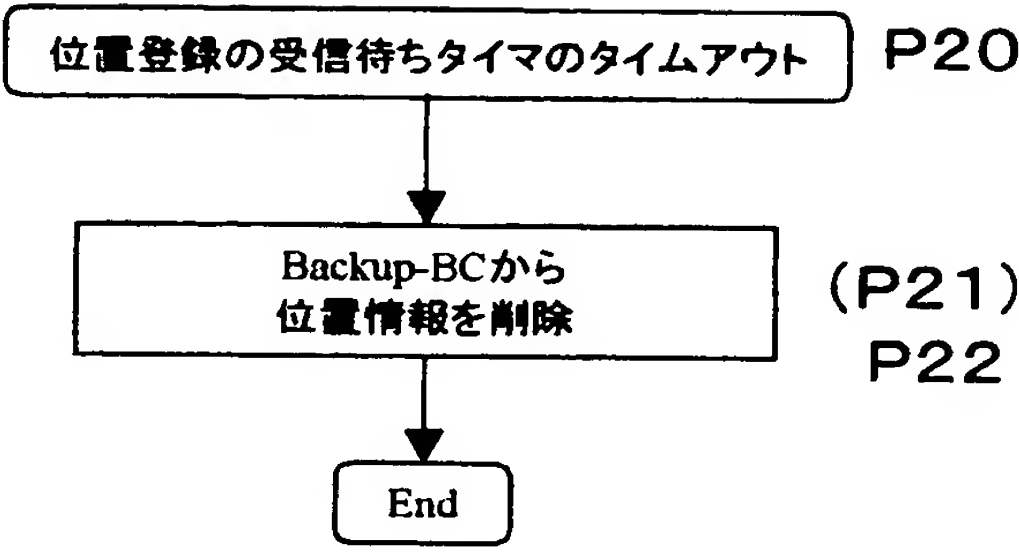 位置登録の受信待ちタイマのタイムアウト P20
Backup-BCから
位置情報を削除
(P21)
P22
End